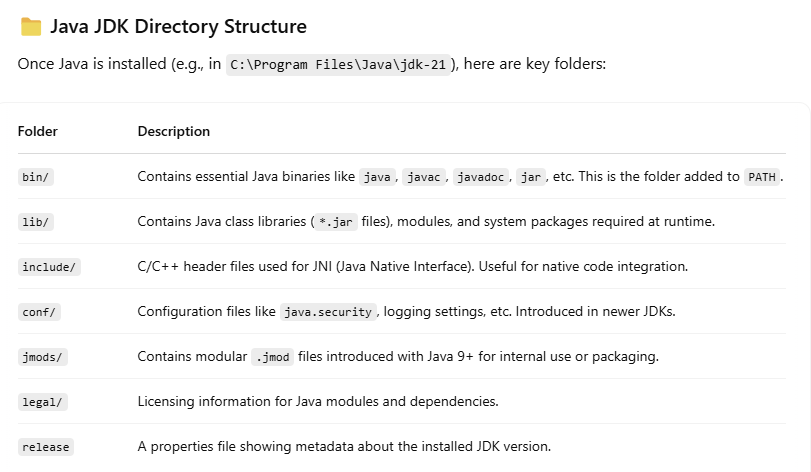 Java JDK Directory Structure
Once Java is installed (e.g., in C:\Program Files\Java\jdk-21), here are key folders:
Folder Description
bin/ Contains essential Java binaries like java, javac, javadoc, jar, etc. This is the folder added to PATH.
lib/ Contains Java class libraries (*.jar files), modules, and system packages required at runtime.
include/ C/C++ header files used for JNI (Java Native Interface). Useful for native code integration.
conf/ Configuration files like java.security, logging settings, etc. Introduced in newer JDKs.
jmods/ Contains modular .jmod files introduced with Java 9+ for internal use or packaging.
legal/ Licensing information for Java modules and dependencies.
release A properties file showing metadata about the installed JDK version.